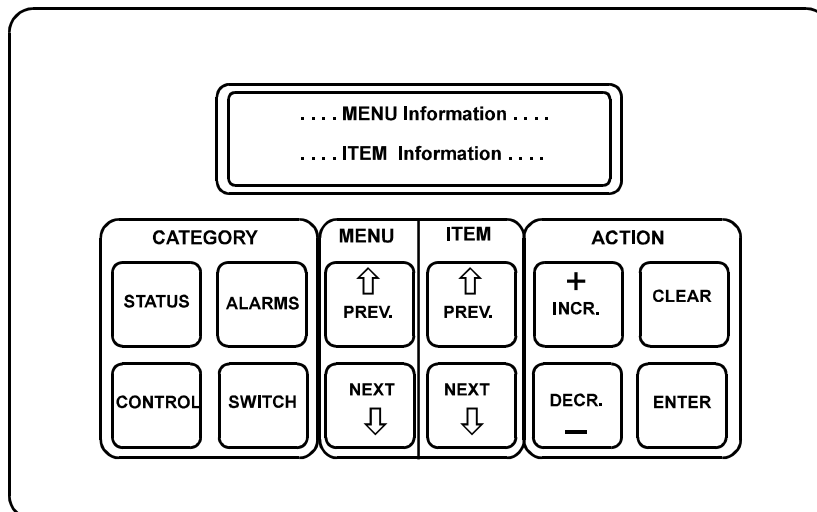 . . . . MENU Information . . . .
. . . . ITEM Information . . . .
CATEGORY
MENU
ITEM
ACTION
STATUS
ALARMS
PREV.
PREV.
+
INCR.
CLEAR
CONTROL
SWITCH
NEXT
NEXT
DECR.
–
ENTER